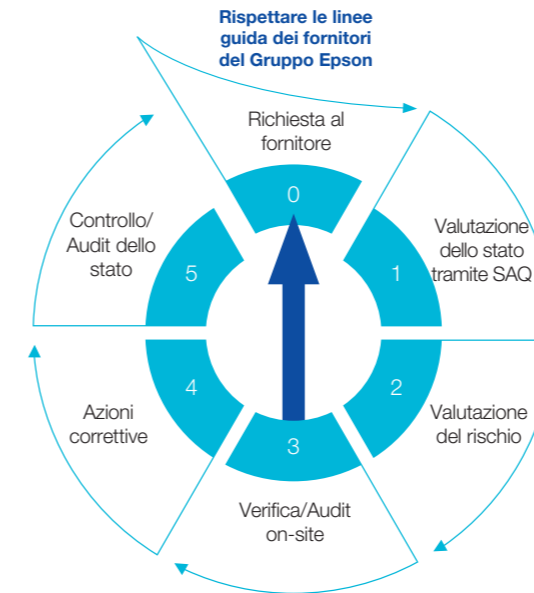 Rispettare le linee
guida dei fornitori
del Gruppo Epson
Richiesta al
fornitore
0
Valutazione
dello stato
tramite SAQ
1
2
Valutazione
del rischio
3
Verifica/Audit
on-site
4
Azioni
correttive
5
Controllo/
Audit dello
stato